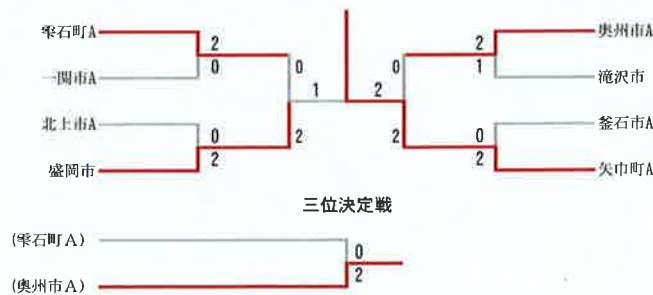 雫石町A 2 2 奥州市A
0 0 0 1
一関市A 1 2 滝沢市
北上市A 0 0 釜石市A
2 2 2 2
盛岡市 矢巾町A
三位決定戦
(雫石町A) 0
(奥州市A) 2